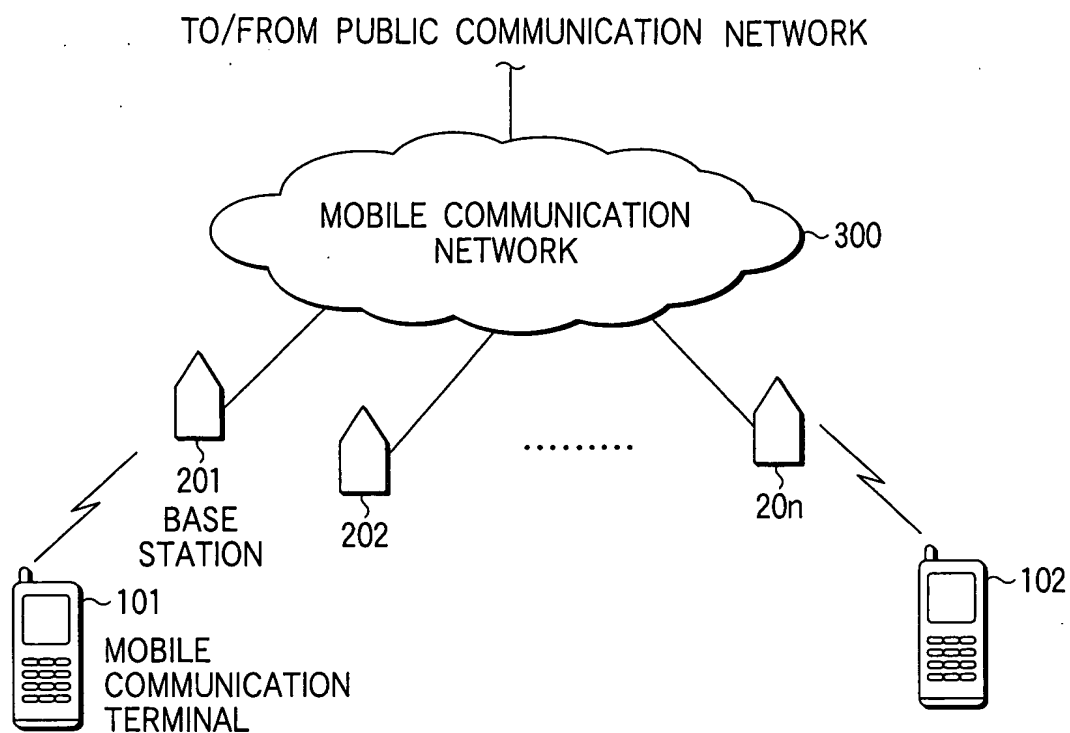 TO/FROM PUBLIC COMMUNICATION NETWORK
MOBILE COMMUNICATION
NETWORK
300
201
BASE
STATION
202
.........
20n
101
MOBILE
COMMUNICATION
TERMINAL
102